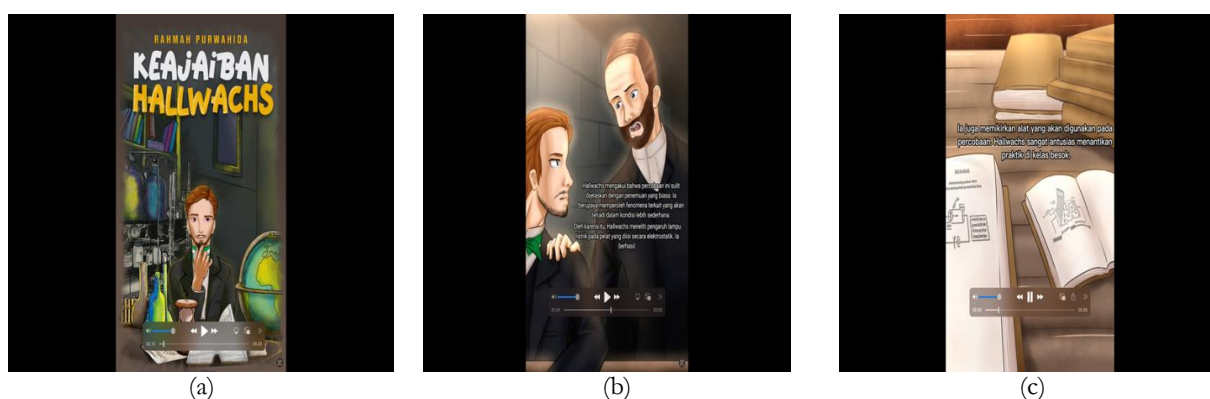 RAHMAH PURWAHIDA
KEAJAIBAN
HALLWACHS
Hallwachs mengakui bahwa percobaan ini sulit
dijelaskan dengan penemuan yang biasa. Ia
berupaya memperoleh fenomena terkait yang akan
terjadi dalam kondisi lebih sederhana.
Oleh karena itu, Hallwachs meneliti pengaruh lampu
listrik pada pelat yang diisi secara elektrostatik. Ia
berhasil.
Ia juga memikirkan alat yang akan digunakan pada
percobaan. Hallwachs sangat antusias menantikan
praktik di kelas besok.
(a)
(b)
(c)